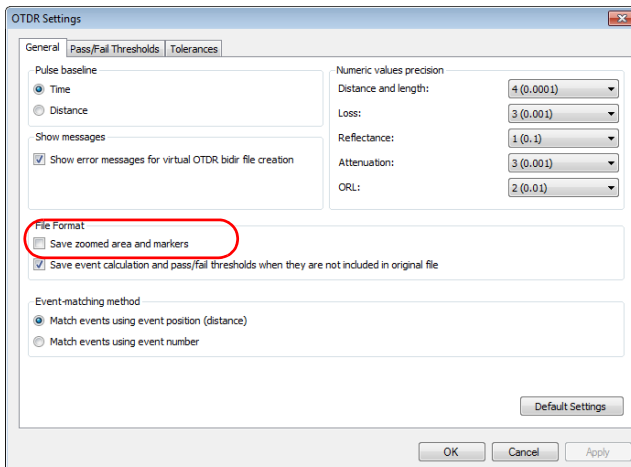 OTDR Settings
General Pass/Fail Thresholds Tolerances
Pulse baseline
Time
Distance
Show messages
Show error messages for virtual OTDR bidir file creation
Numeric values precision
Distance and length: 4 (0.0001)
Loss: 3 (0.001)
Reflectance: 1 (0.1)
Attenuation: 3 (0.001)
ORL: 2 (0.01)
File Format
Save zoomed area and markers
Save event calculation and pass/fail thresholds when they are not included in original file
Event-matching method
Match events using event position (distance)
Match events using event number
Default Settings
OK Cancel Apply